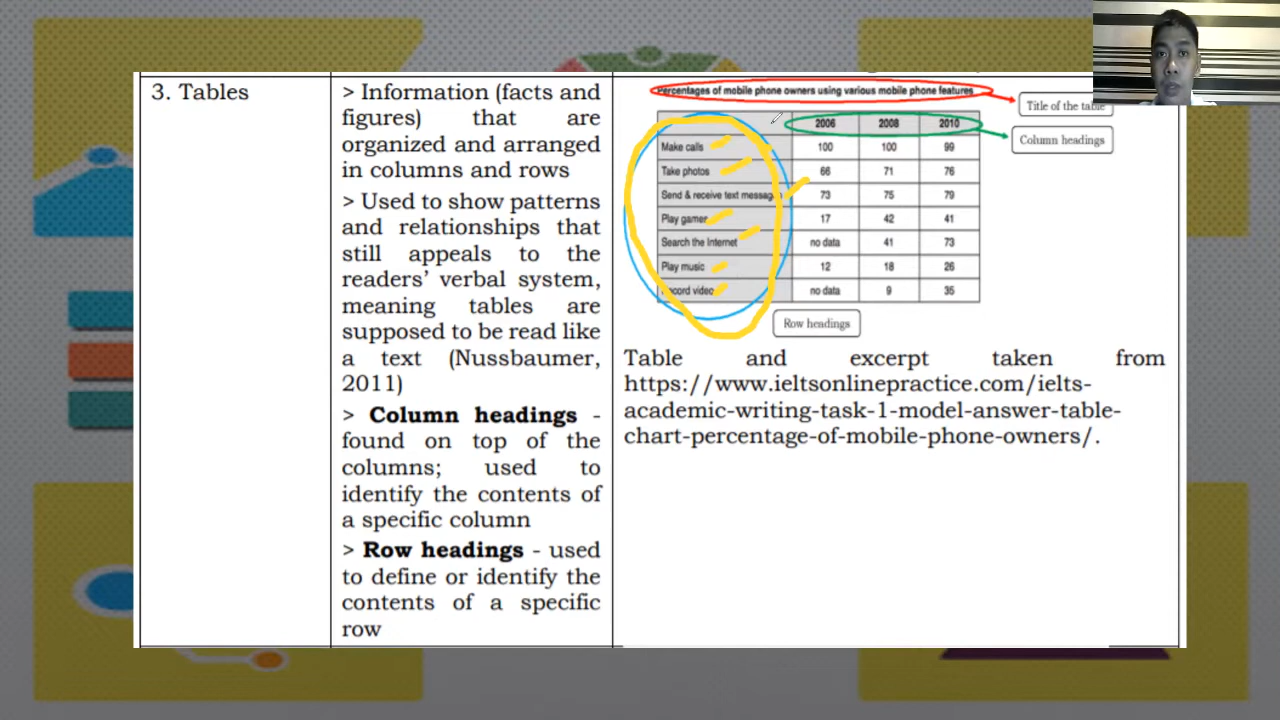 3. Tables
> Information (facts and
figures) that are
organized and arranged
in columns and rows
> Used to show patterns
and relationships that
still appeals to the
readers' verbal system,
meaning tables are
supposed to be read like
a text (Nussbaumer,
2011)
> Column headings -
found on top of the
columns; used to
identify the contents of
a specific column
> Row headings - used
to define or identify the
contents of a specific
row
Percentages of mobile phone owners using various mobile phone features
Title of the table
2006 2008 2010
Column headings
Make calls 100 100 99
Take photos 66 71 76
Send & receive text messages 73 75 79
Play gamer 17 42 41
Search the Internet no data 41 73
Play music 12 18 26
Record video no data 9 35
Row headings
Table and excerpt taken from
https://www.ieltsonlinepractice.com/ielts-
academic-writing-task-1-model-answer-table-
chart-percentage-of-mobile-phone-owners/.